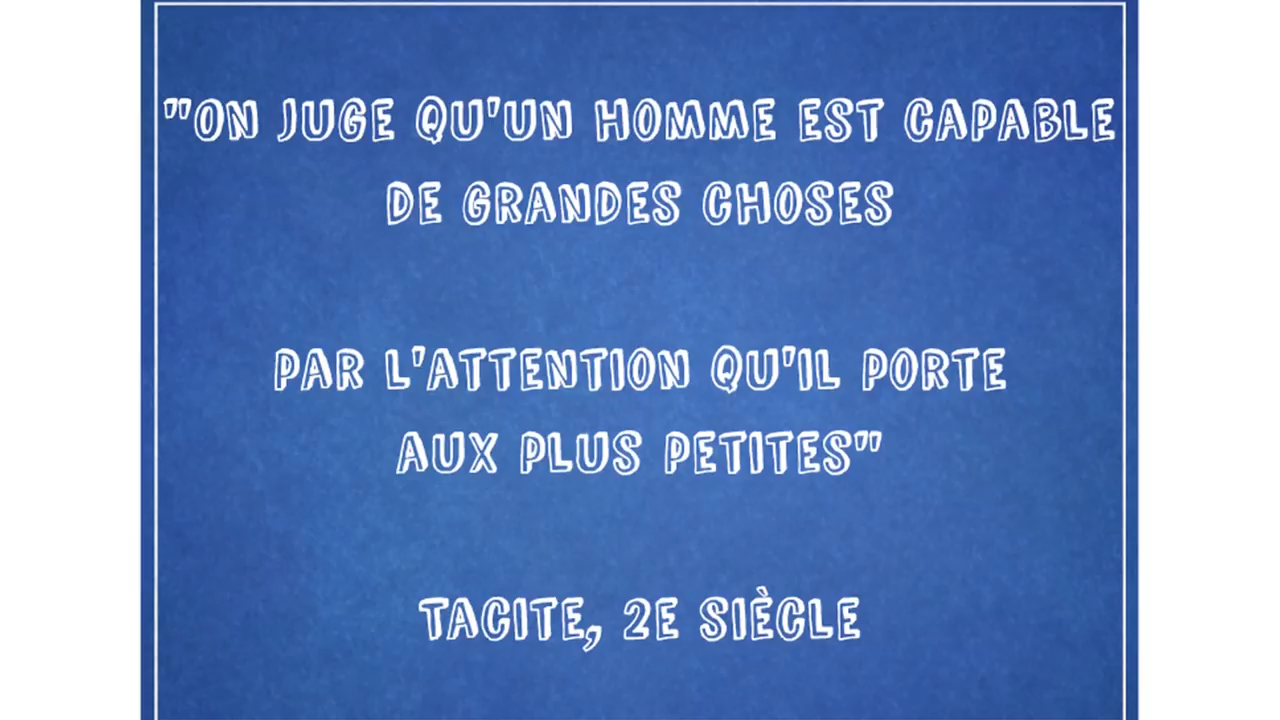 "ON JUGE QU'UN HOMME EST CAPABLE
DE GRANDES CHOSES
PAR L'ATTENTION QU'IL PORTE
AUX PLUS PETITES"
TACITE, 2E SIÈCLE